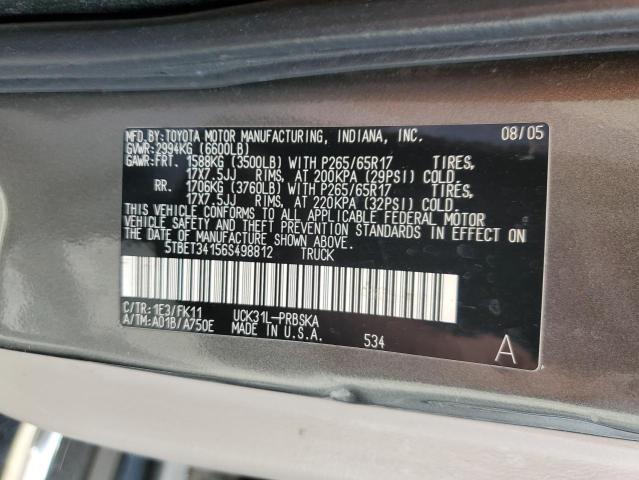 MFD.BY:TOYOTA MOTOR MANUFACTURING, INDIANA, INC. 08/05
GVWR:2994KG (6600LB)
GAWR:FRT. 1588KG (3500LB) WITH P265/65R17 TIRES,
17X7.5JJ RIMS, AT 200KPA (29PSI) COLD.
RR. 1706KG (3760LB) WITH P265/65R17 TIRES,
17X7.5JJ RIMS, AT 220KPA (32PSI) COLD.
THIS VEHICLE CONFORMS TO ALL APPLICABLE FEDERAL MOTOR
VEHICLE SAFETY AND THEFT PREVENTION STANDARDS IN EFFECT ON
THE DATE OF MANUFACTURE SHOWN ABOVE.
5TBET34156S498812 TRUCK
C/TR:1E3/FK11 UCK31L-PRBSKA
A/TM:A01B/A750E MADE IN U.S.A. 534 A